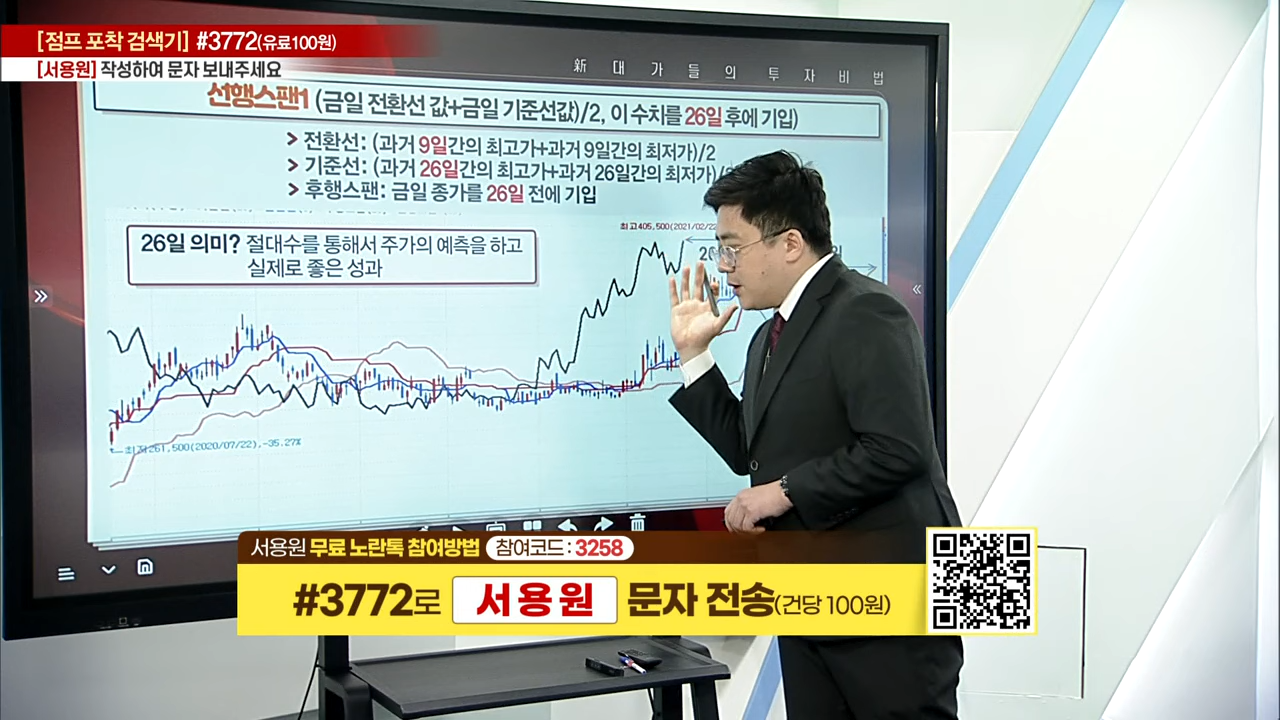 [점프 포착 검색기] #3772(유료100원)
[서용원] 작성하여 문자 보내주세요
新 대 가 들 의 투 자 비 법
선행스팬1 (금일 전환선 값+금일 기준선값)/2, 이 수치를 26일 후에 기입)
> 전환선: (과거 9일간의 최고가+과거 9일간의 최저가)/2
> 기준선: (과거 26일간의 최고가+과거 26일간의 최저가)/
> 후행스팬: 금일 종가를 26일 전에 기입
최고405,500(2021/02/22
26일 의미? 절대수를 통해서 주가의 예측을 하고
실제로 좋은 성과
최저261,500(2020/07/22),-35.27%
서용원 무료 노란톡 참여방법 참여코드 : 3258
#3772로 서용원 문자 전송(건당 100원)